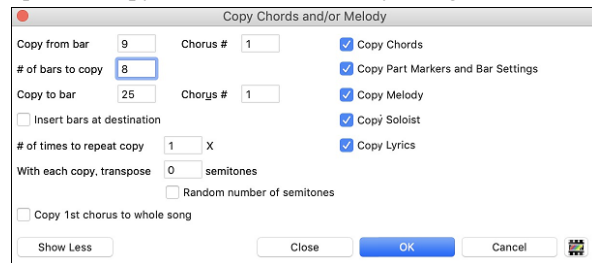 Copy Chords and/or Melody
Copy from bar 9 Chorus # 1 Copy Chords
# of bars to copy 8 Copy Part Markers and Bar Settings
Copy to bar 25 Chorus # 1 Copy Melody
Insert bars at destination Copy Soloist
# of times to repeat copy 1 X Copy Lyrics
With each copy, transpose 0 semitones
Random number of semitones
Copy 1st chorus to whole song
Show Less Close OK Cancel